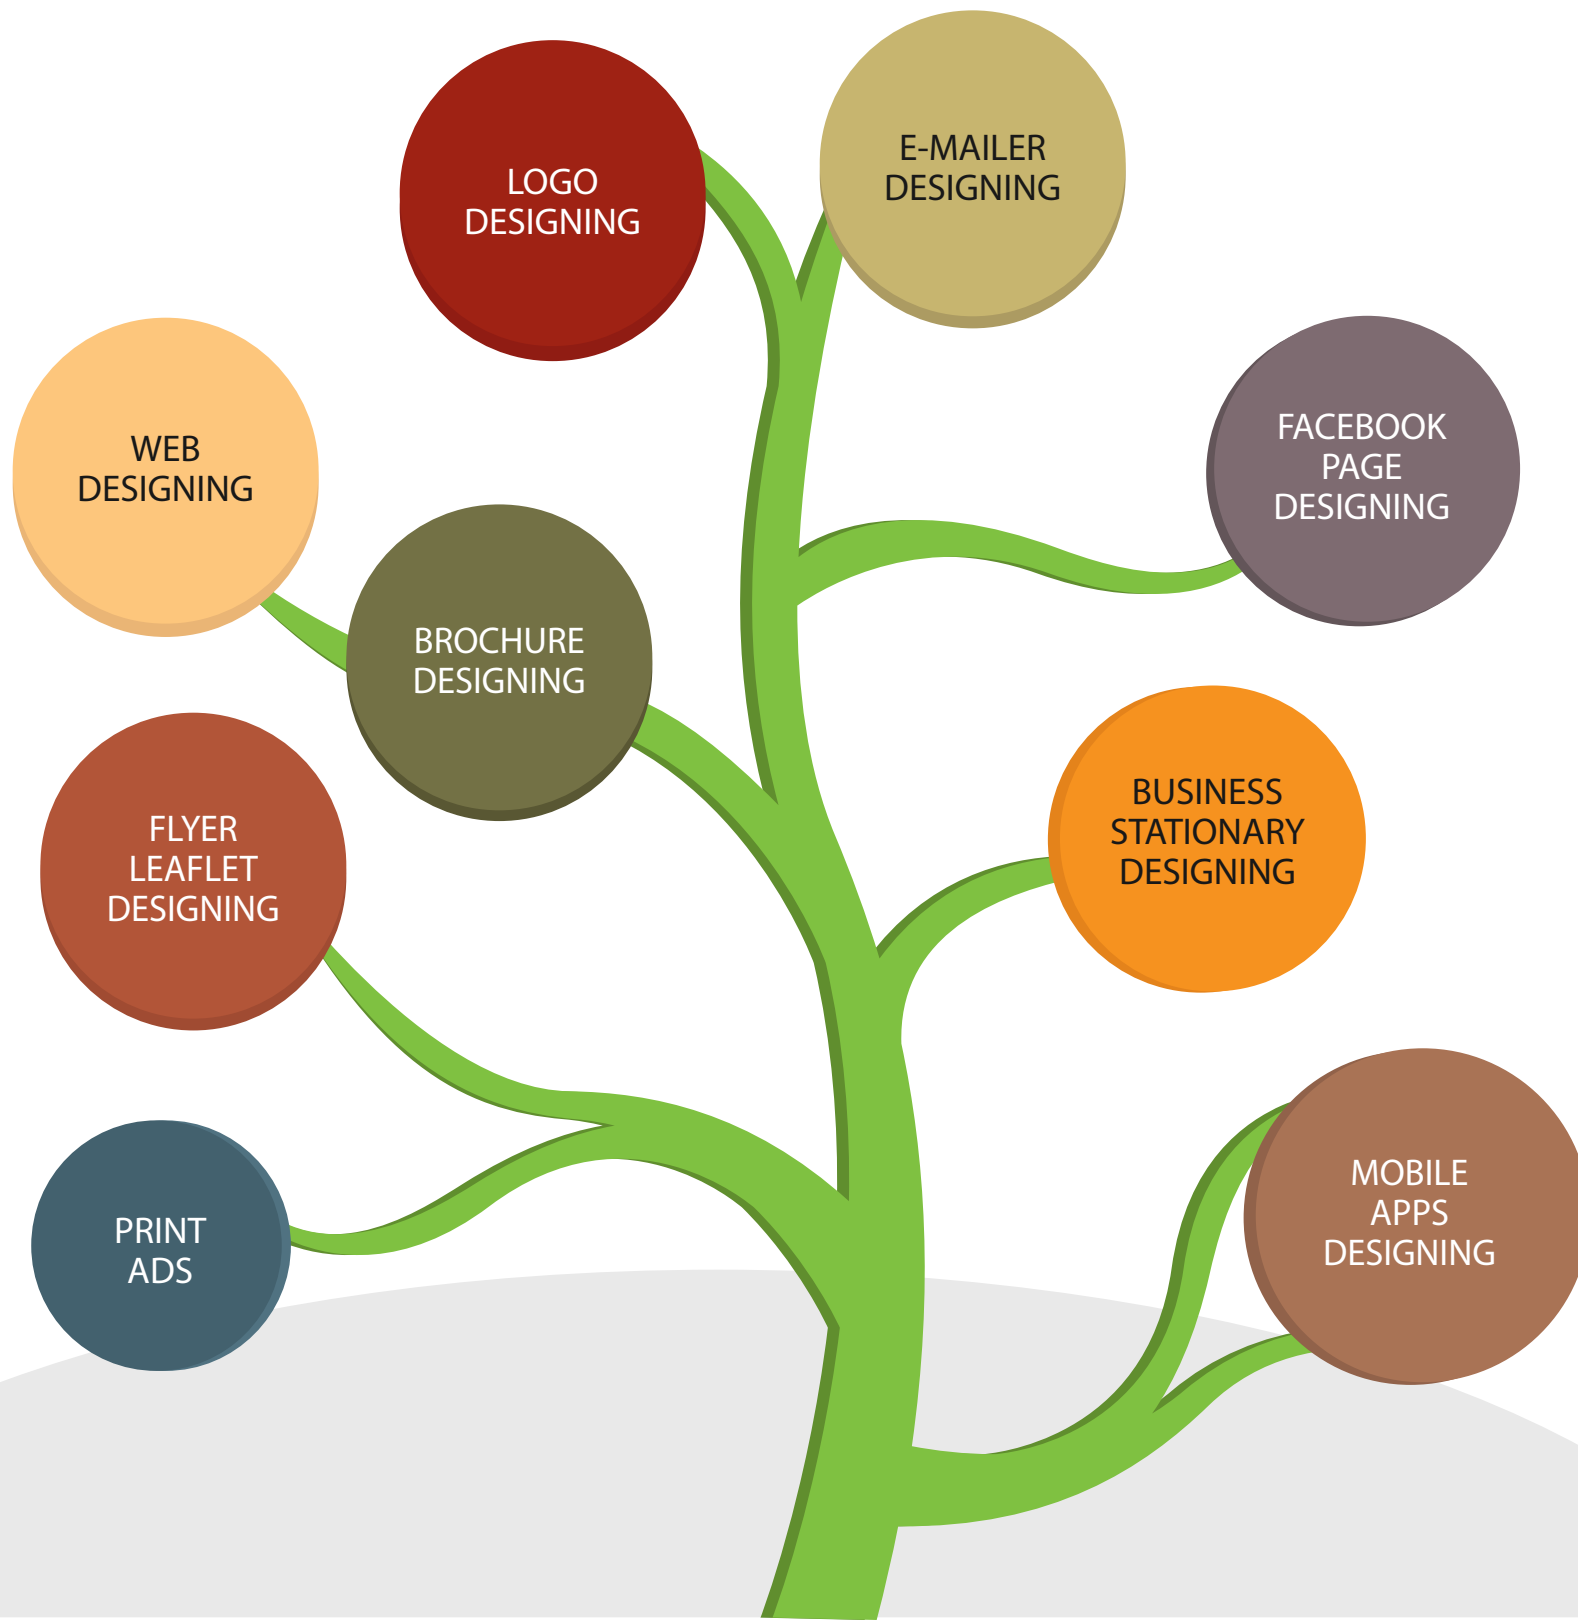 LOGO
DESIGNING
E-MAILER
DESIGNING
WEB
DESIGNING
FACEBOOK
PAGE
DESIGNING
BROCHURE
DESIGNING
FLYER
LEAFLET
DESIGNING
BUSINESS
STATIONARY
DESIGNING
PRINT
ADS
MOBILE
APPS
DESIGNING